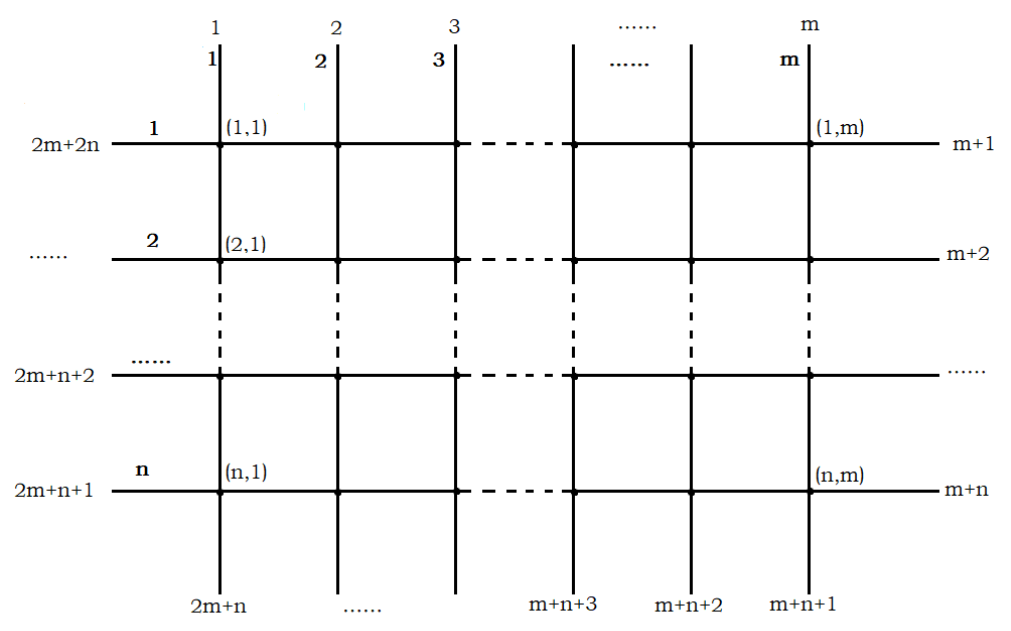 1 2 3 ...... m
1 2 3 ...... m
2m+2n 1 (1,1) (1,m) m+1
...... 2 (2,1) m+2
2m+n+2 ...... ......
2m+n+1 n (n,1) (n,m) m+n
2m+n ...... m+n+3 m+n+2 m+n+1